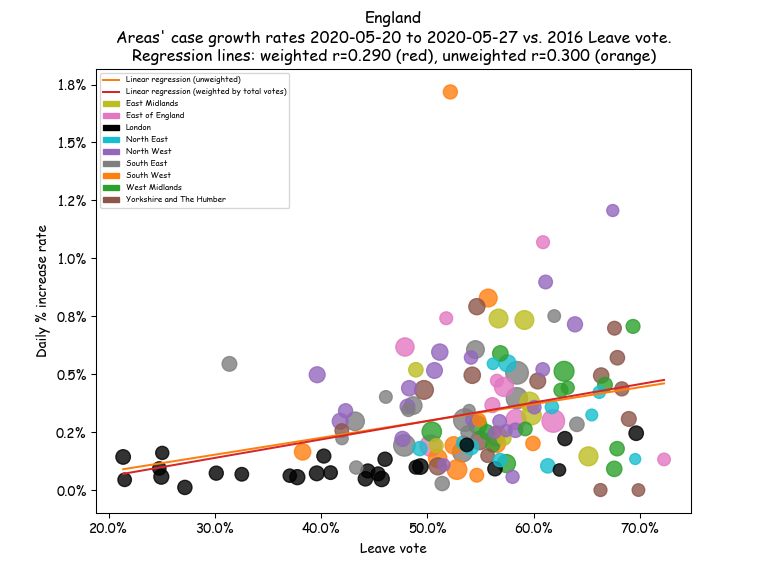 England
Areas' case growth rates 2020-05-20 to 2020-05-27 vs. 2016 Leave vote.
Regression lines: weighted r=0.290 (red), unweighted r=0.300 (orange)
Linear regression (unweighted)
Linear regression (weighted by total votes)
East Midlands
East of England
London
North East
North West
South East
South West
West Midlands
Yorkshire and The Humber
Daily % increase rate
1.8%
1.5%
1.2%
1.0%
0.8%
0.5%
0.2%
0.0%
20.0% 30.0% 40.0% 50.0% 60.0% 70.0%
Leave vote